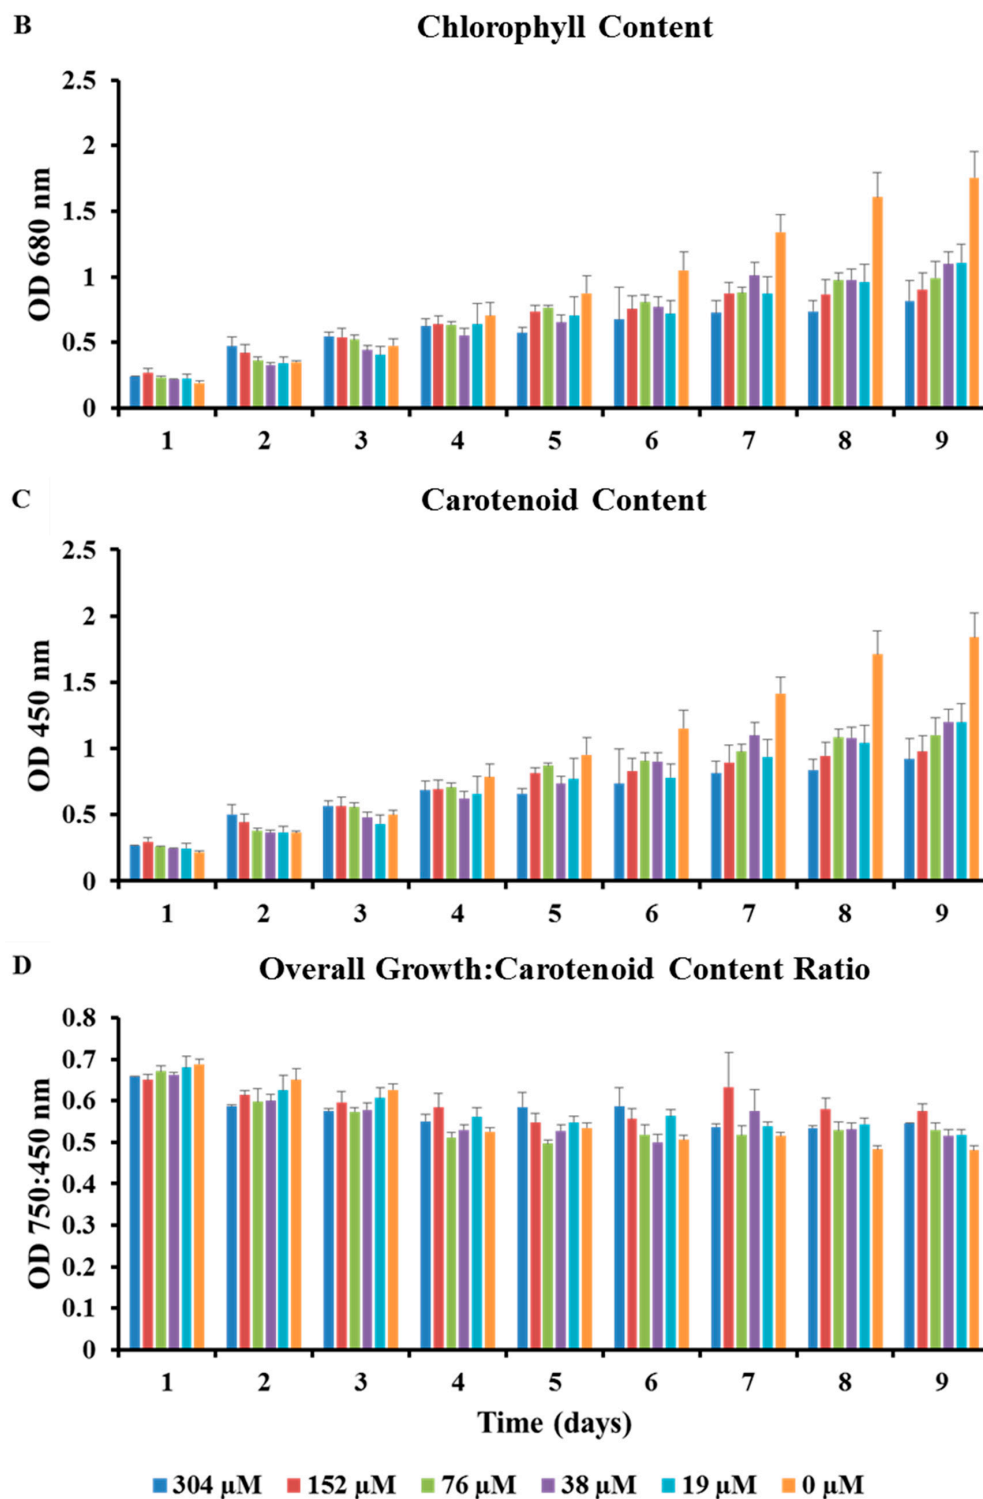 B
Chlorophyll Content
2.5
2
1.5
1
0.5
0
OD 680 nm
1 2 3 4 5 6 7 8 9
C
Carotenoid Content
2.5
2
1.5
1
0.5
0
OD 450 nm
1 2 3 4 5 6 7 8 9
D
Overall Growth:Carotenoid Content Ratio
0.8
0.7
0.6
0.5
0.4
0.3
0.2
0.1
0
OD 750:450 nm
1 2 3 4 5 6 7 8 9
Time (days)
304 µM 152 µM 76 µM 38 µM 19 µM 0 µM